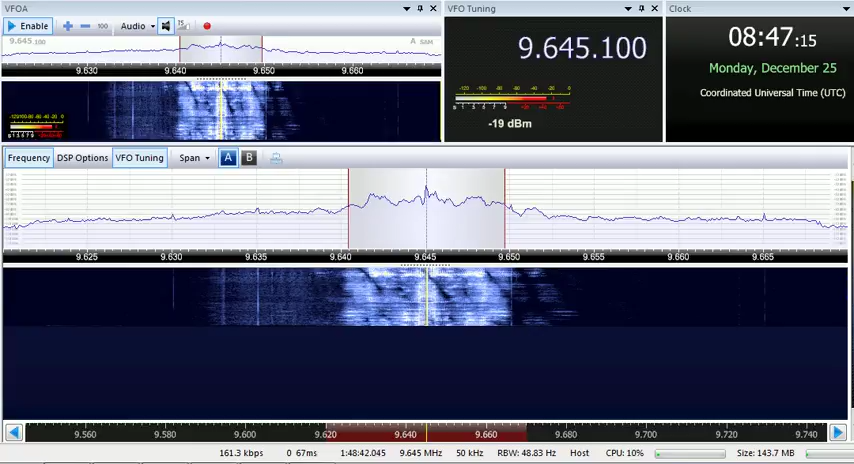 VFOA
Enable
100
Audio
9.645.100
A SAM
9.630 9.640 9.650 9.660
VFO Tuning
9.645.100
-19 dBm
Clock
08:47:15
Monday, December 25
Coordinated Universal Time (UTC)
Frequency DSP Options VFO Tuning Span A B
9.625 9.630 9.635 9.640 9.645 9.650 9.655 9.660 9.665
9.560 9.580 9.600 9.620 9.640 9.660 9.680 9.700 9.720 9.740
161.3 kbps 0 67ms 1:48:42.045 9.645 MHz 50 kHz RBW: 48.83 Hz Host CPU: 10% Size: 143.7 MB